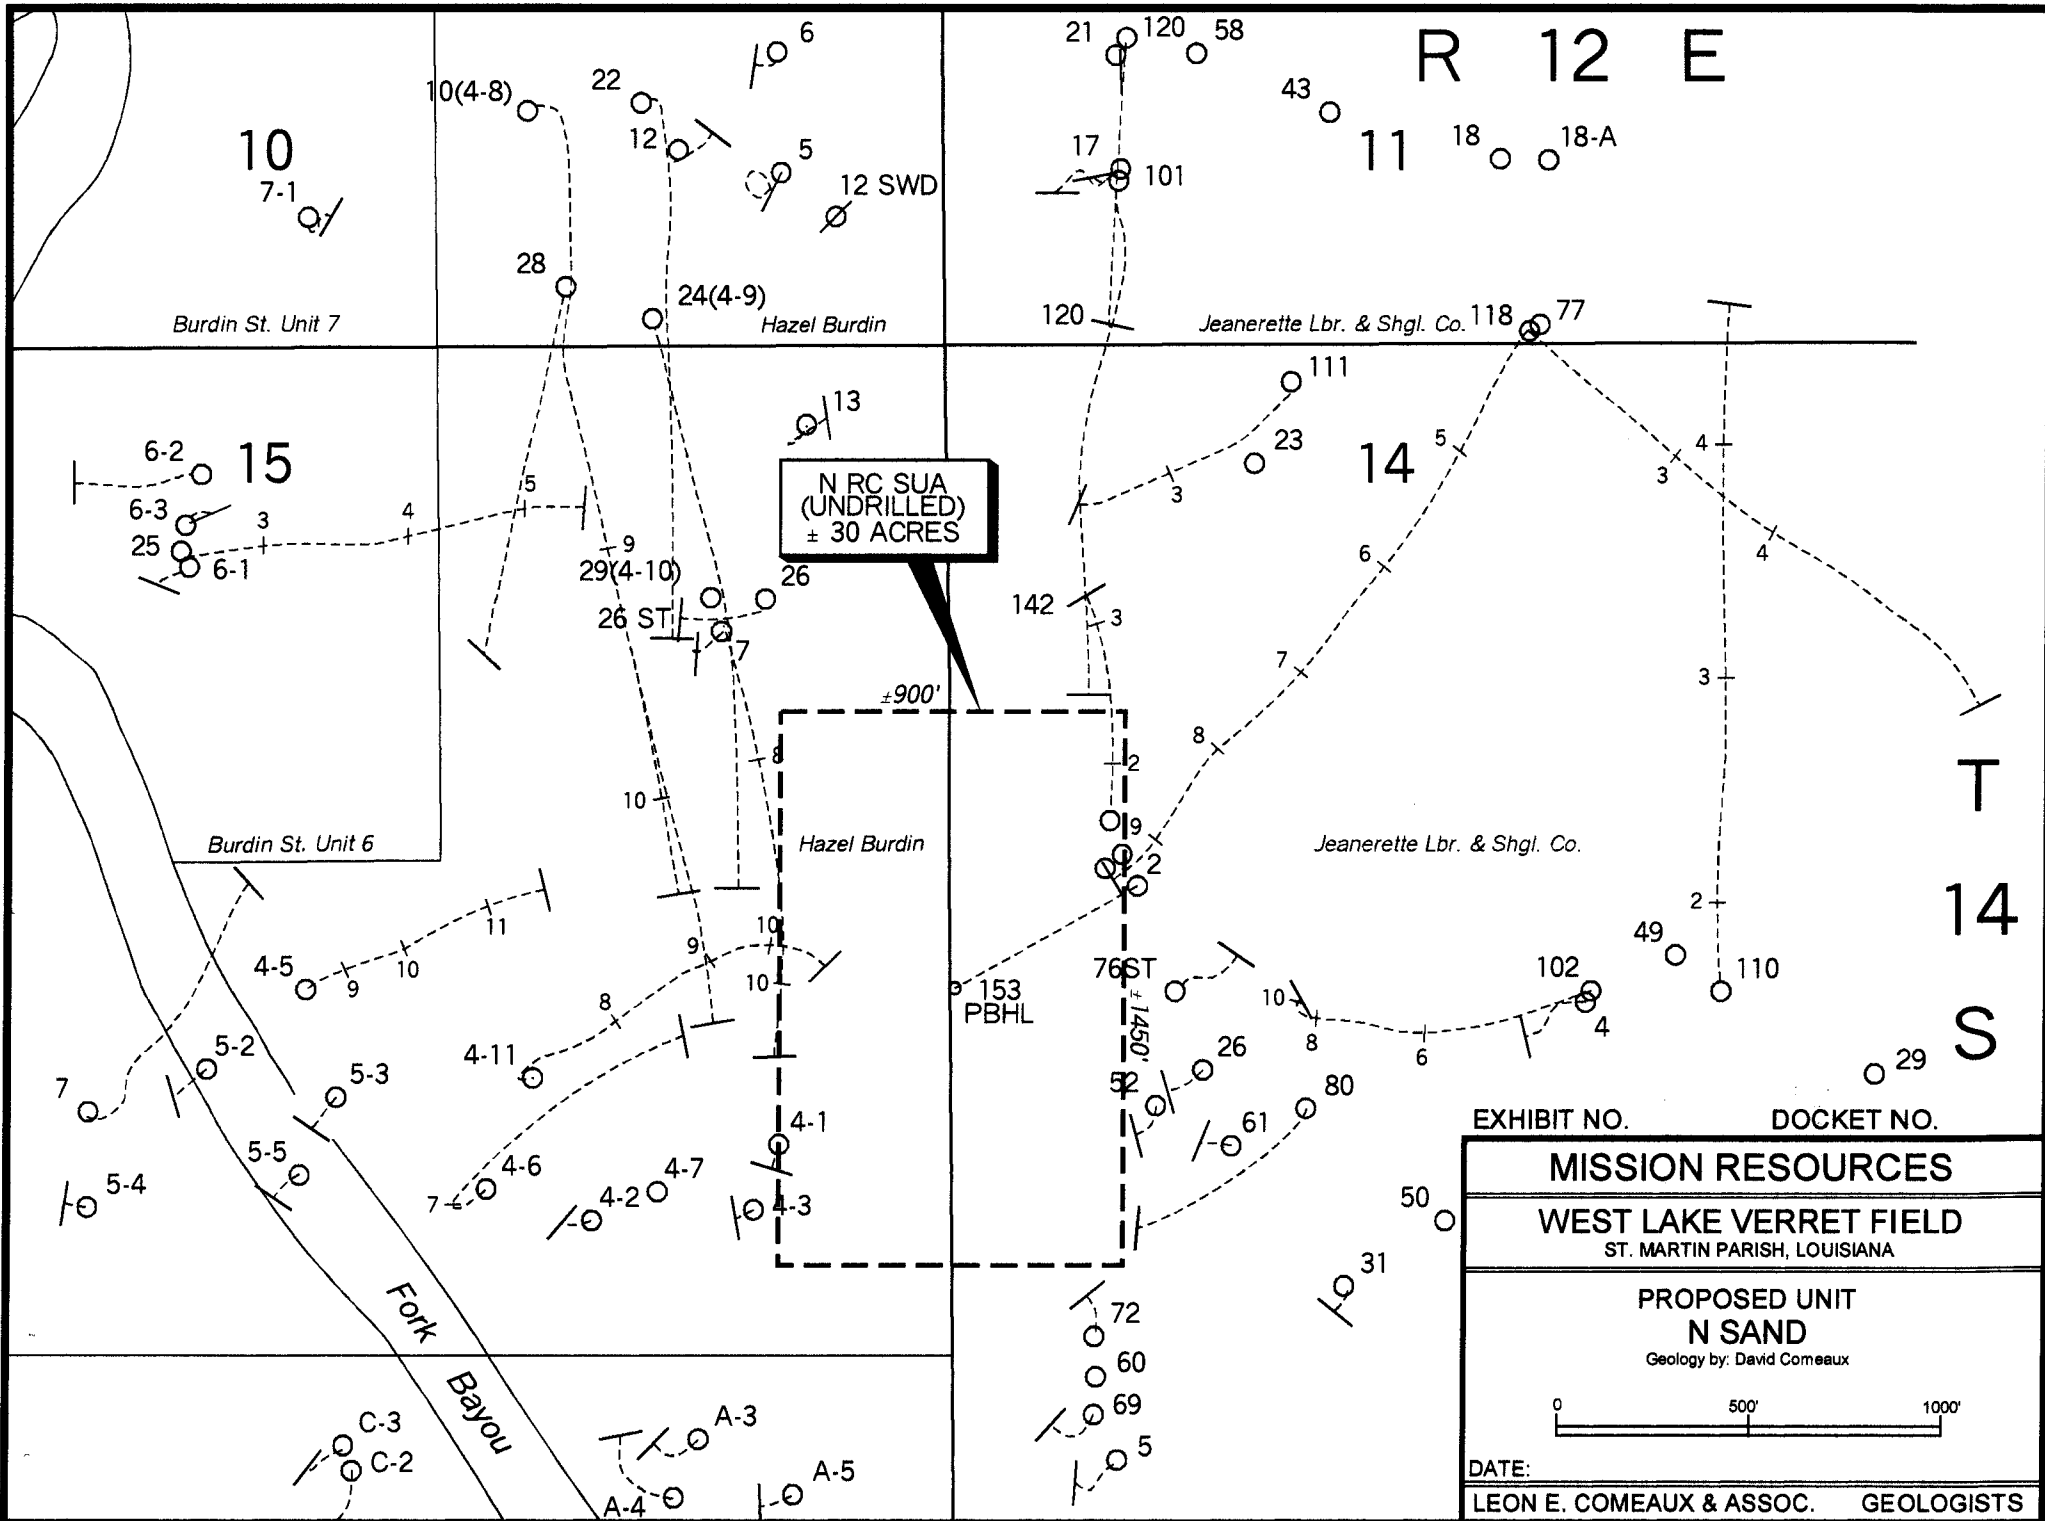 R 12 E
6
21
120
58
22
10(4-8)
43
12
10
11
18
18-A
17
5
101
12 SWD
7-1
28
24(4-9)
120
118
77
Burdin St. Unit 7
Hazel Burdin
Jeanerette Lbr. & Shgl. Co.
111
13
6-2
15
23
14
5
4
3
3
N RC SUA
(UNDRILLED)
± 30 ACRES
5
4
3
6-3
25
6-1
9
6
4
29(4-10)
26
26 ST
142
3
7
7
3
±900'
8
8
2
T
10
9
Burdin St. Unit 6
Hazel Burdin
Jeanerette Lbr. & Shgl. Co.
2
14
2
11
10
9
10
49
4-5
9
10
10
76ST
102
110
153
PBHL
8
±1450'
4
S
8
6
5-2
4-11
5-3
26
29
7
52
80
4-1
61
EXHIBIT NO.
DOCKET NO.
5-5
4-6
4-7
5-4
7
4-2
4-3
50
MISSION RESOURCES
WEST LAKE VERRET FIELD
ST. MARTIN PARISH, LOUISIANA
31
72
PROPOSED UNIT
N SAND
Geology by: David Comeaux
Fork
Bayou
60
69
0
500'
1000'
C-3
A-3
5
C-2
A-5
A-4
DATE:
LEON E. COMEAUX & ASSOC.
GEOLOGISTS